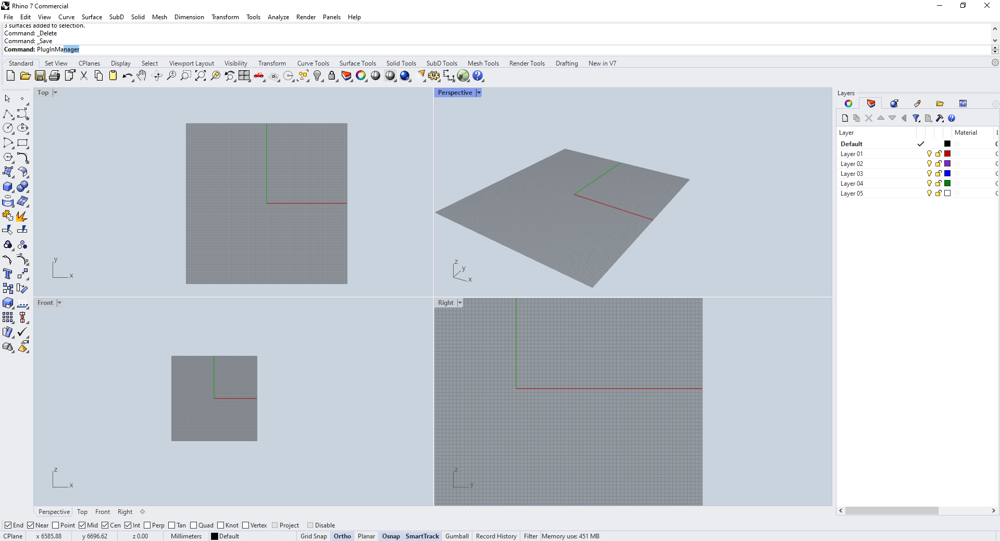 Rhino 7 Commercial
File Edit View Curve Surface SubD Solid Mesh Dimension Transform Tools Analyze Render Panels Help
3 surfaces added to selection.
Command: _Delete
Command: _Save
Command: PlugInManager
Standard Set View CPlanes Display Select Viewport Layout Visibility Transform Curve Tools Surface Tools Solid Tools SubD Tools Mesh Tools Render Tools Drafting New in V7
Top
Perspective
Layers
Layer Material
Default
Layer 01
Layer 02
Layer 03
Layer 04
Layer 05
y
x
z
y
x
Front
Right
z
x
z
y
Perspective Top Front Right
End Near Point Mid Cen Int Perp Tan Quad Knot Vertex Project Disable
CPlane x 6585.88 y 6696.62 z 0.00 Millimeters Default Grid Snap Ortho Planar Osnap SmartTrack Gumball Record History Filter Memory use: 451 MB